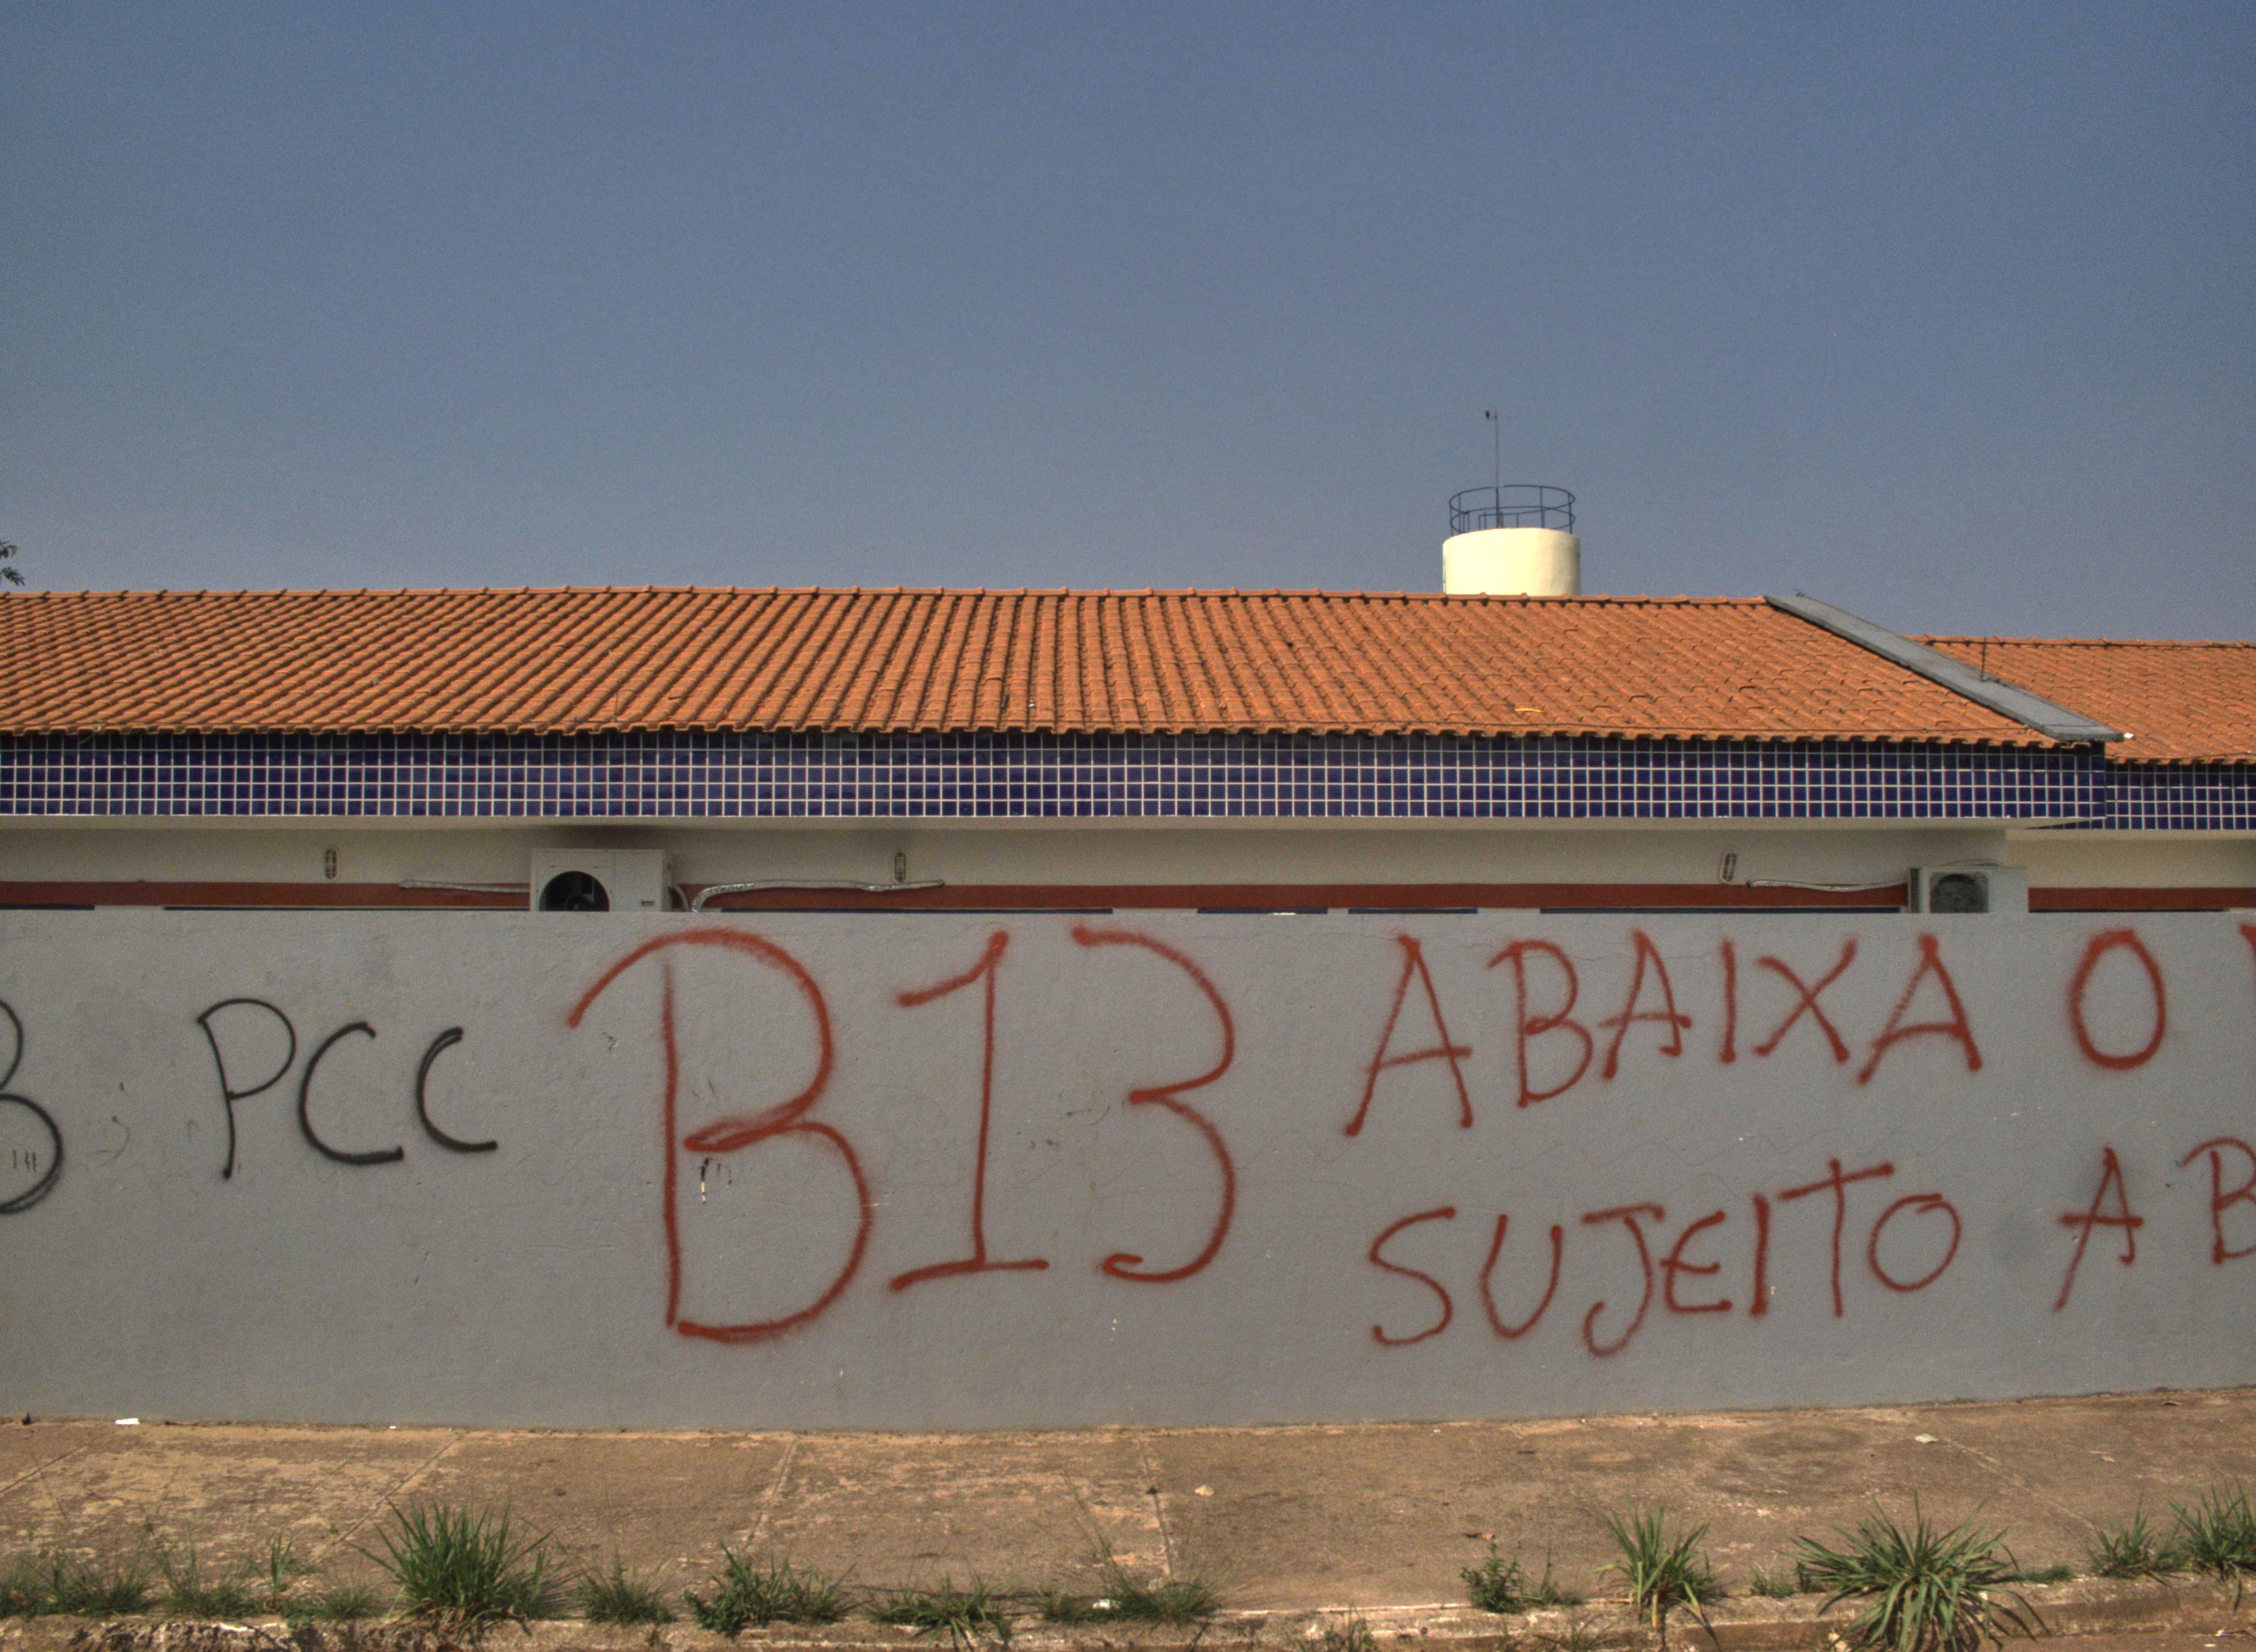 B PCC B13 ABAIXA O
SUJEITO A B